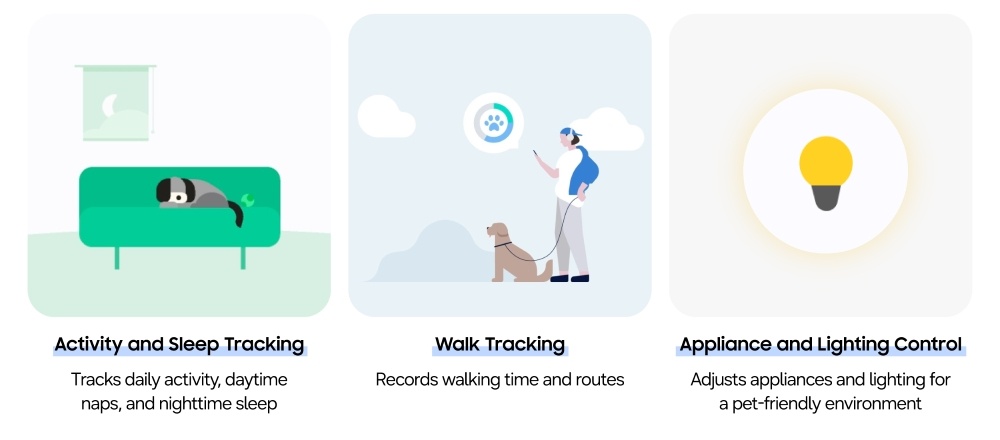 Activity and Sleep Tracking
Tracks daily activity, daytime
naps, and nighttime sleep
Walk Tracking
Records walking time and routes
Appliance and Lighting Control
Adjusts appliances and lighting for
a pet-friendly environment